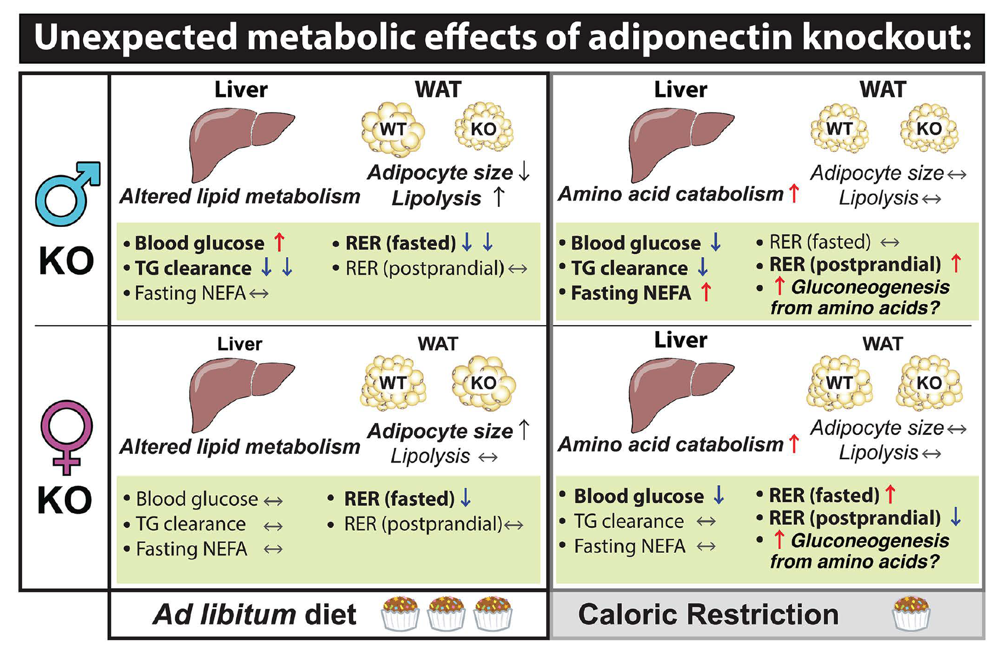 Unexpected metabolic effects of adiponectin knockout:
Liver
WAT
WT
KO
Adipocyte size ↓
Lipolysis ↑
Altered lipid metabolism
• Blood glucose ↑
• TG clearance ↓ ↓
• Fasting NEFA ↔
• RER (fasted) ↓ ↓
• RER (postprandial) ↔
Liver
WAT
WT
KO
Adipocyte size ↔
Lipolysis ↔
Amino acid catabolism ↑
• Blood glucose ↓
• TG clearance ↓
• Fasting NEFA ↑
• RER (fasted) ↔
• RER (postprandial) ↑
• ↑ Gluconeogenesis
from amino acids?
KO
Liver
WAT
WT
KO
Adipocyte size ↑
Lipolysis ↔
Altered lipid metabolism
• Blood glucose ↔
• TG clearance ↔
• Fasting NEFA ↔
• RER (fasted) ↓
• RER (postprandial) ↔
Liver
WAT
WT
KO
Adipocyte size ↔
Lipolysis ↔
Amino acid catabolism ↑
• Blood glucose ↓
• TG clearance ↔
• Fasting NEFA ↔
• RER (fasted) ↑
• RER (postprandial) ↓
• ↑ Gluconeogenesis
from amino acids?
KO
Ad libitum diet
Caloric Restriction